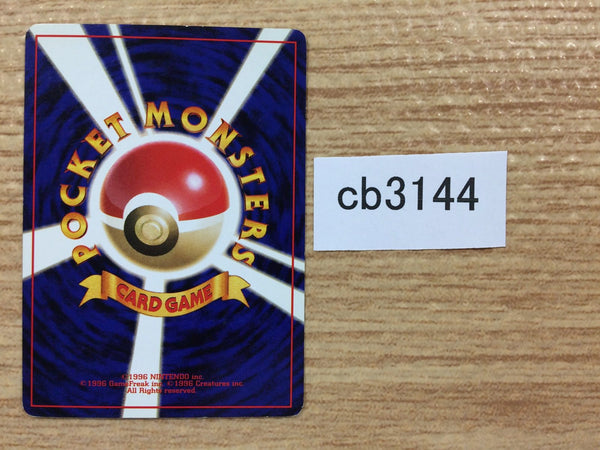 POCKET MONSTERS
CARD GAME
©1996 NINTENDO inc.
©1996 GameFreak inc. ©1996 Creatures inc.
All Rights reserved.
cb3144